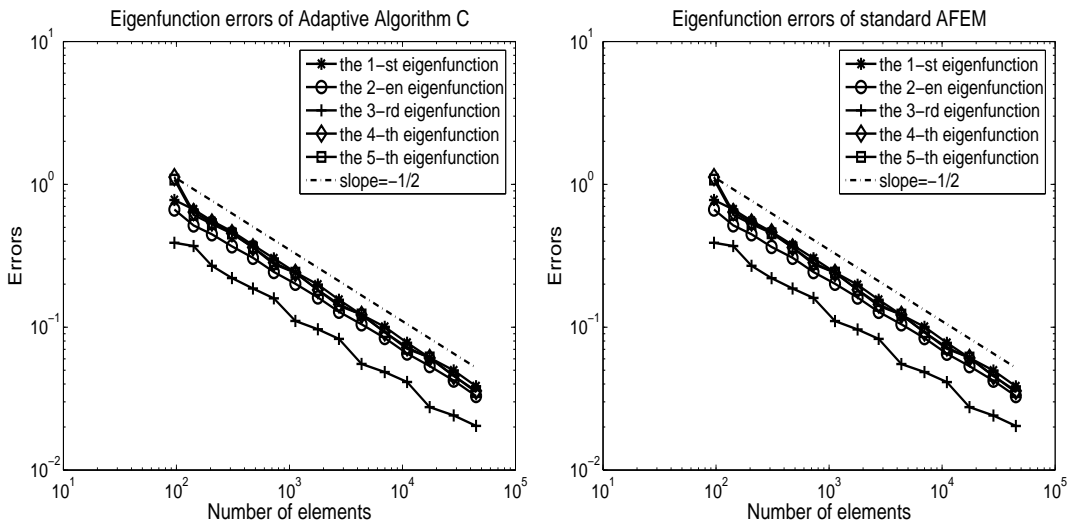 Eigenfunction errors of Adaptive Algorithm C
10^1
10^0
10^-1
10^-2
Errors
the 1-st eigenfunction
the 2-en eigenfunction
the 3-rd eigenfunction
the 4-th eigenfunction
the 5-th eigenfunction
slope=-1/2
10^1
10^2
10^3
10^4
10^5
Number of elements
Eigenfunction errors of standard AFEM
10^1
10^0
10^-1
10^-2
Errors
the 1-st eigenfunction
the 2-en eigenfunction
the 3-rd eigenfunction
the 4-th eigenfunction
the 5-th eigenfunction
slope=-1/2
10^1
10^2
10^3
10^4
10^5
Number of elements